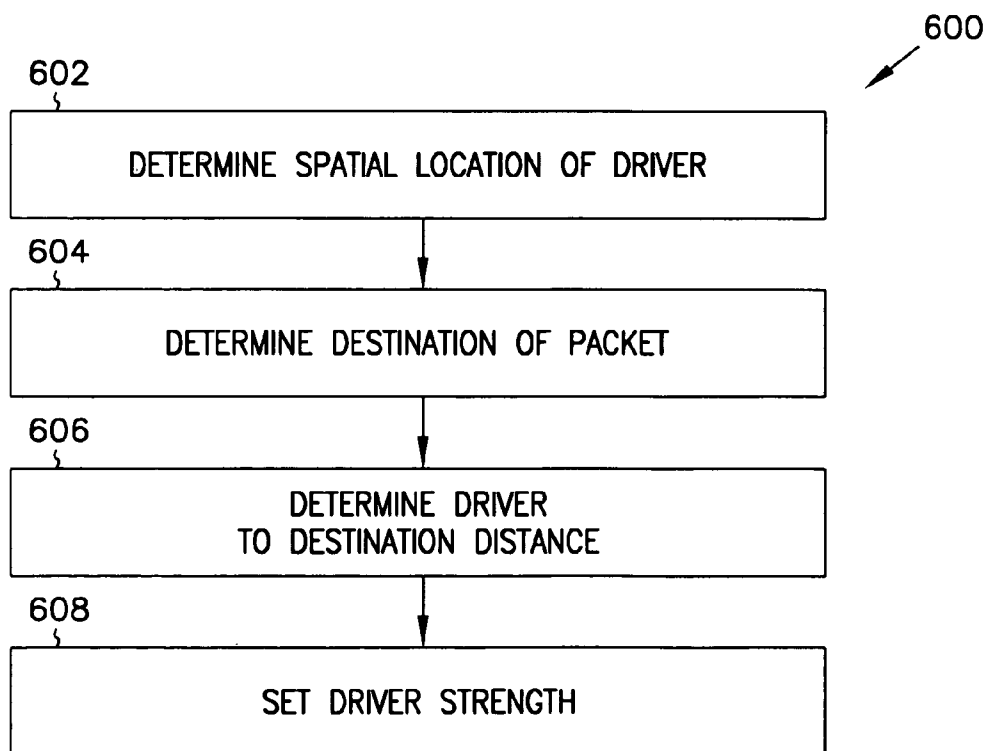 600
602
DETERMINE SPATIAL LOCATION OF DRIVER
604
DETERMINE DESTINATION OF PACKET
606
DETERMINE DRIVER
TO DESTINATION DISTANCE
608
SET DRIVER STRENGTH